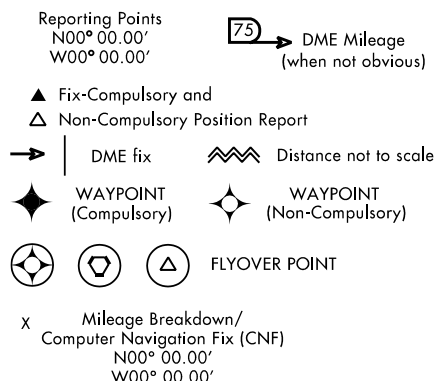 Reporting Points
N00° 00.00'
W00° 00.00'
75
DME Mileage
(when not obvious)
Fix-Compulsory and
Non-Compulsory Position Report
DME fix
Distance not to scale
WAYPOINT
(Compulsory)
WAYPOINT
(Non-Compulsory)
FLYOVER POINT
X Mileage Breakdown/
Computer Navigation Fix (CNF)
N00° 00.00'
W00° 00.00'